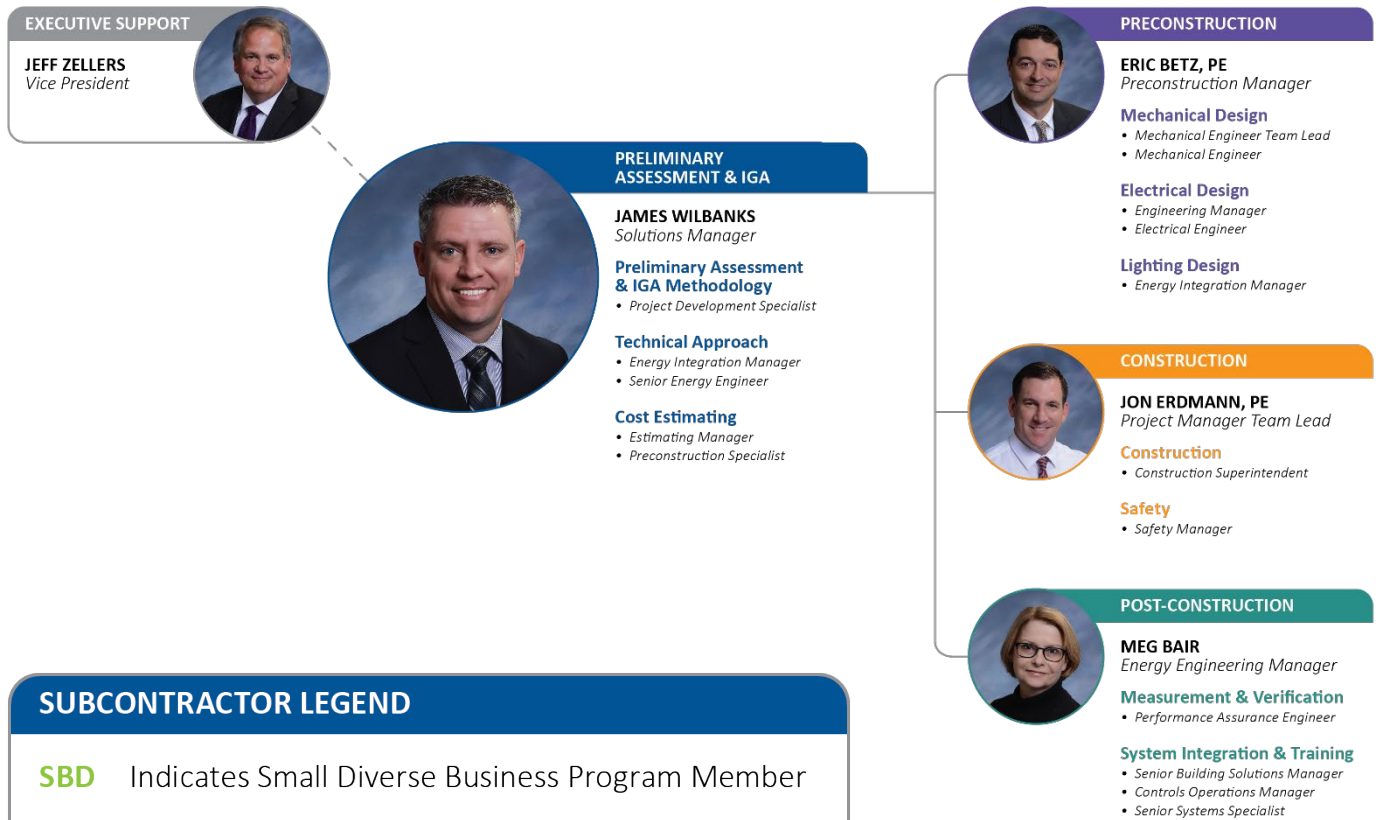 EXECUTIVE SUPPORT
JEFF ZELLERS
Vice President
PRELIMINARY
ASSESSMENT & IGA
JAMES WILBANKS
Solutions Manager
Preliminary Assessment
& IGA Methodology
• Project Development Specialist
Technical Approach
• Energy Integration Manager
• Senior Energy Engineer
Cost Estimating
• Estimating Manager
• Preconstruction Specialist
PRECONSTRUCTION
ERIC BETZ, PE
Preconstruction Manager
Mechanical Design
• Mechanical Engineer Team Lead
• Mechanical Engineer
Electrical Design
• Engineering Manager
• Electrical Engineer
Lighting Design
• Energy Integration Manager
CONSTRUCTION
JON ERDMANN, PE
Project Manager Team Lead
Construction
• Construction Superintendent
Safety
• Safety Manager
POST-CONSTRUCTION
MEG BAIR
Energy Engineering Manager
Measurement & Verification
• Performance Assurance Engineer
System Integration & Training
• Senior Building Solutions Manager
• Controls Operations Manager
• Senior Systems Specialist
SUBCONTRACTOR LEGEND
SBD Indicates Small Diverse Business Program Member